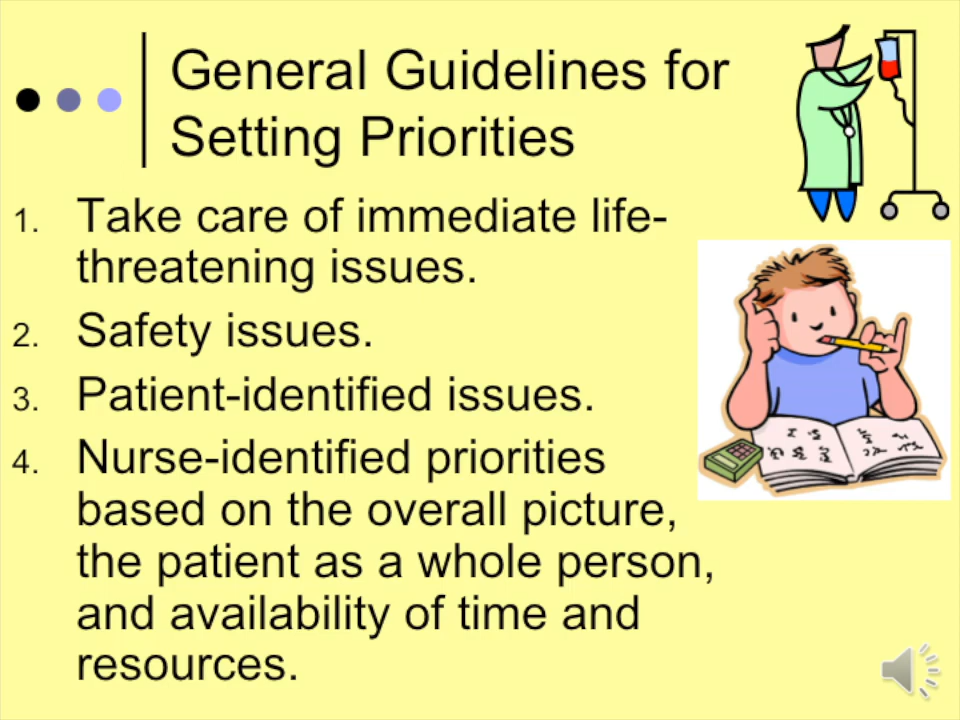 General Guidelines for
Setting Priorities
1. Take care of immediate life-
threatening issues.
2. Safety issues.
3. Patient-identified issues.
4. Nurse-identified priorities
based on the overall picture,
the patient as a whole person,
and availability of time and
resources.